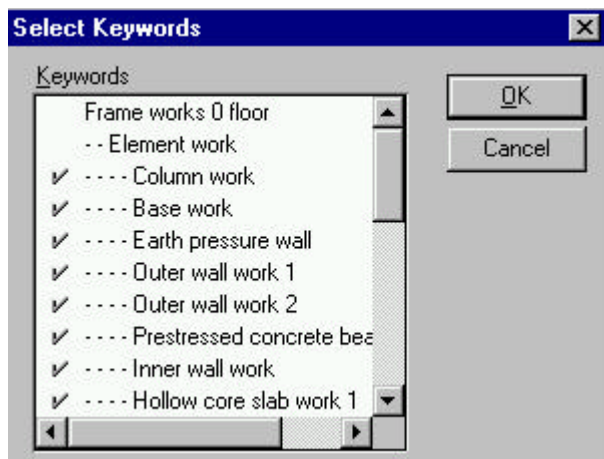 Select Keywords
Keywords
Frame works 0 floor
- - Element work
- - - - Column work
- - - - Base work
- - - - Earth pressure wall
- - - - Outer wall work 1
- - - - Outer wall work 2
- - - - Prestressed concrete bea
- - - - Inner wall work
- - - - Hollow core slab work 1
OK
Cancel